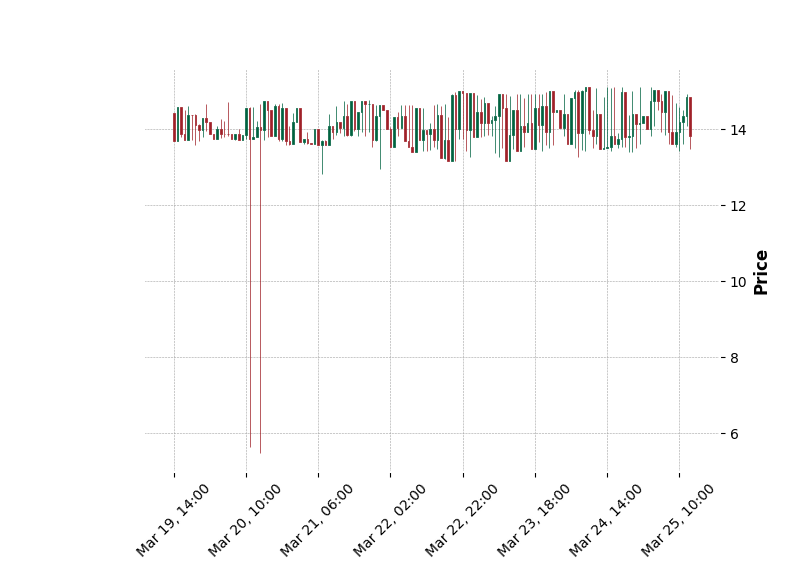 14
12
10
8
6
Price
Mar 19, 14:00
Mar 20, 10:00
Mar 21, 06:00
Mar 22, 02:00
Mar 22, 22:00
Mar 23, 18:00
Mar 24, 14:00
Mar 25, 10:00